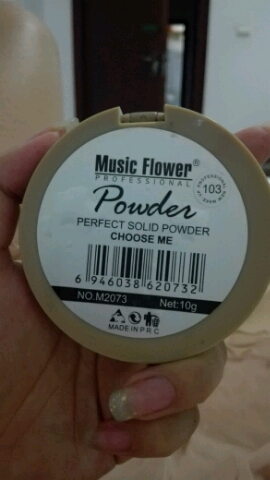 Music Flower®
PROFESSIONAL
103
Powder
PERFECT SOLID POWDER
CHOOSE ME
6 946038 620732
NO.M2073 Net:10g
MADE IN P.R.C